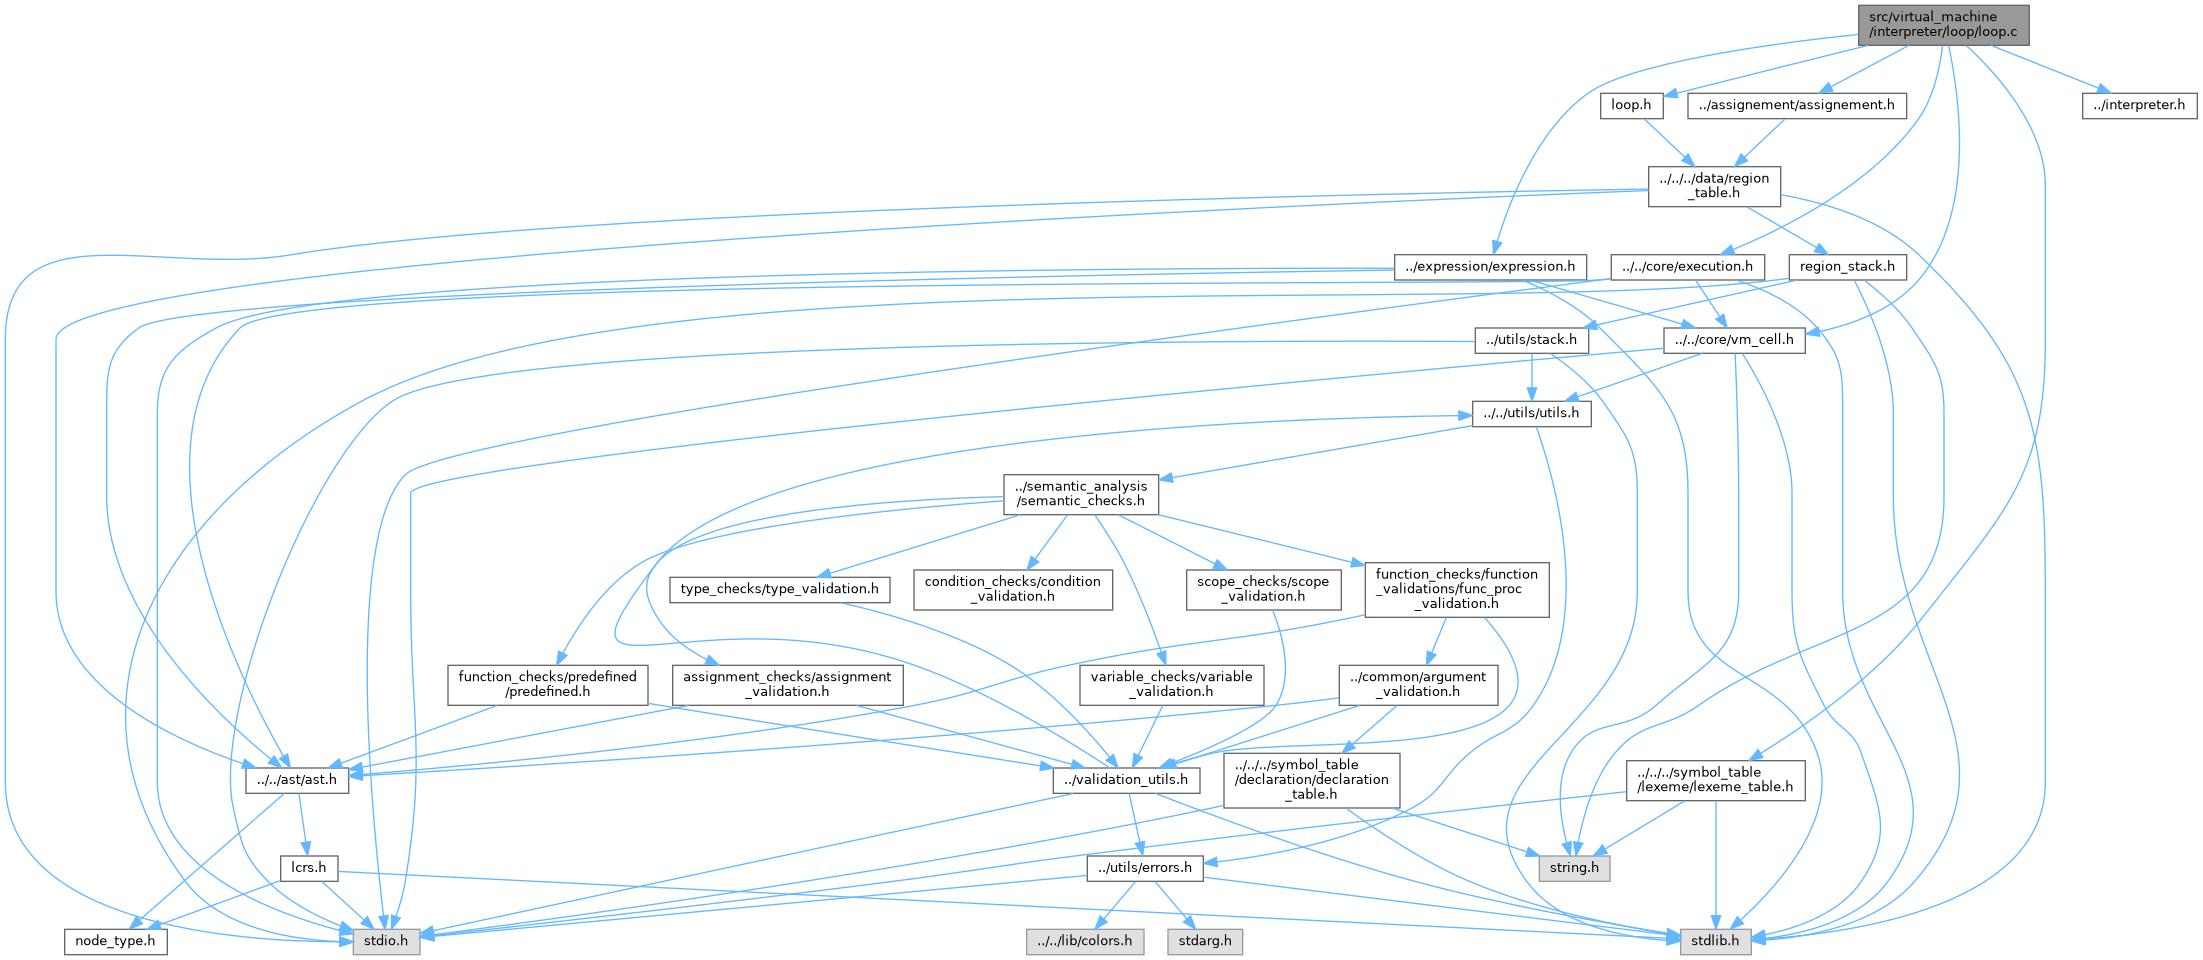 src/virtual_machine
/interpreter/loop/loop.c
loop.h
../assignement/assignement.h
../interpreter.h
../../../data/region
_table.h
../expression/expression.h
../../core/execution.h
region_stack.h
../utils/stack.h
../../core/vm_cell.h
../../utils/utils.h
../semantic_analysis
/semantic_checks.h
type_checks/type_validation.h
condition_checks/condition
_validation.h
scope_checks/scope
_validation.h
function_checks/function
_validations/func_proc
_validation.h
function_checks/predefined
/predefined.h
assignment_checks/assignment
_validation.h
variable_checks/variable
_validation.h
../common/argument
_validation.h
../../ast/ast.h
../validation_utils.h
../../../symbol_table
/declaration/declaration
_table.h
../../../symbol_table
/lexeme/lexeme_table.h
lcrs.h
../utils/errors.h
string.h
node_type.h
stdio.h
../../lib/colors.h
stdarg.h
stdlib.h